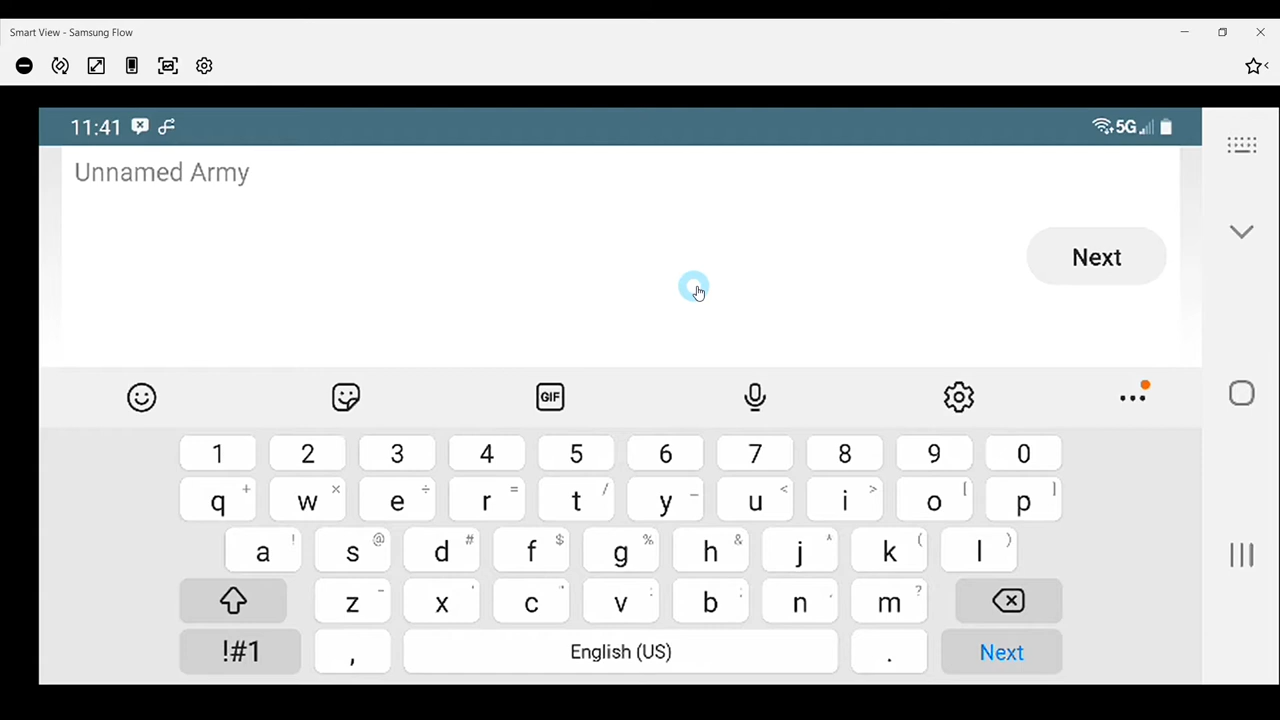 Smart View - Samsung Flow
11:41
5G
Unnamed Army
Next
GIF
1 2 3 4 5 6 7 8 9 0
q + w × e ÷ r = t / y _ u < i > o [ p ]
a ! s @ d # f $ g % h & j ^ k ( l )
z - x ' c " v : b ; n , m ?
!#1 , English (US) . Next